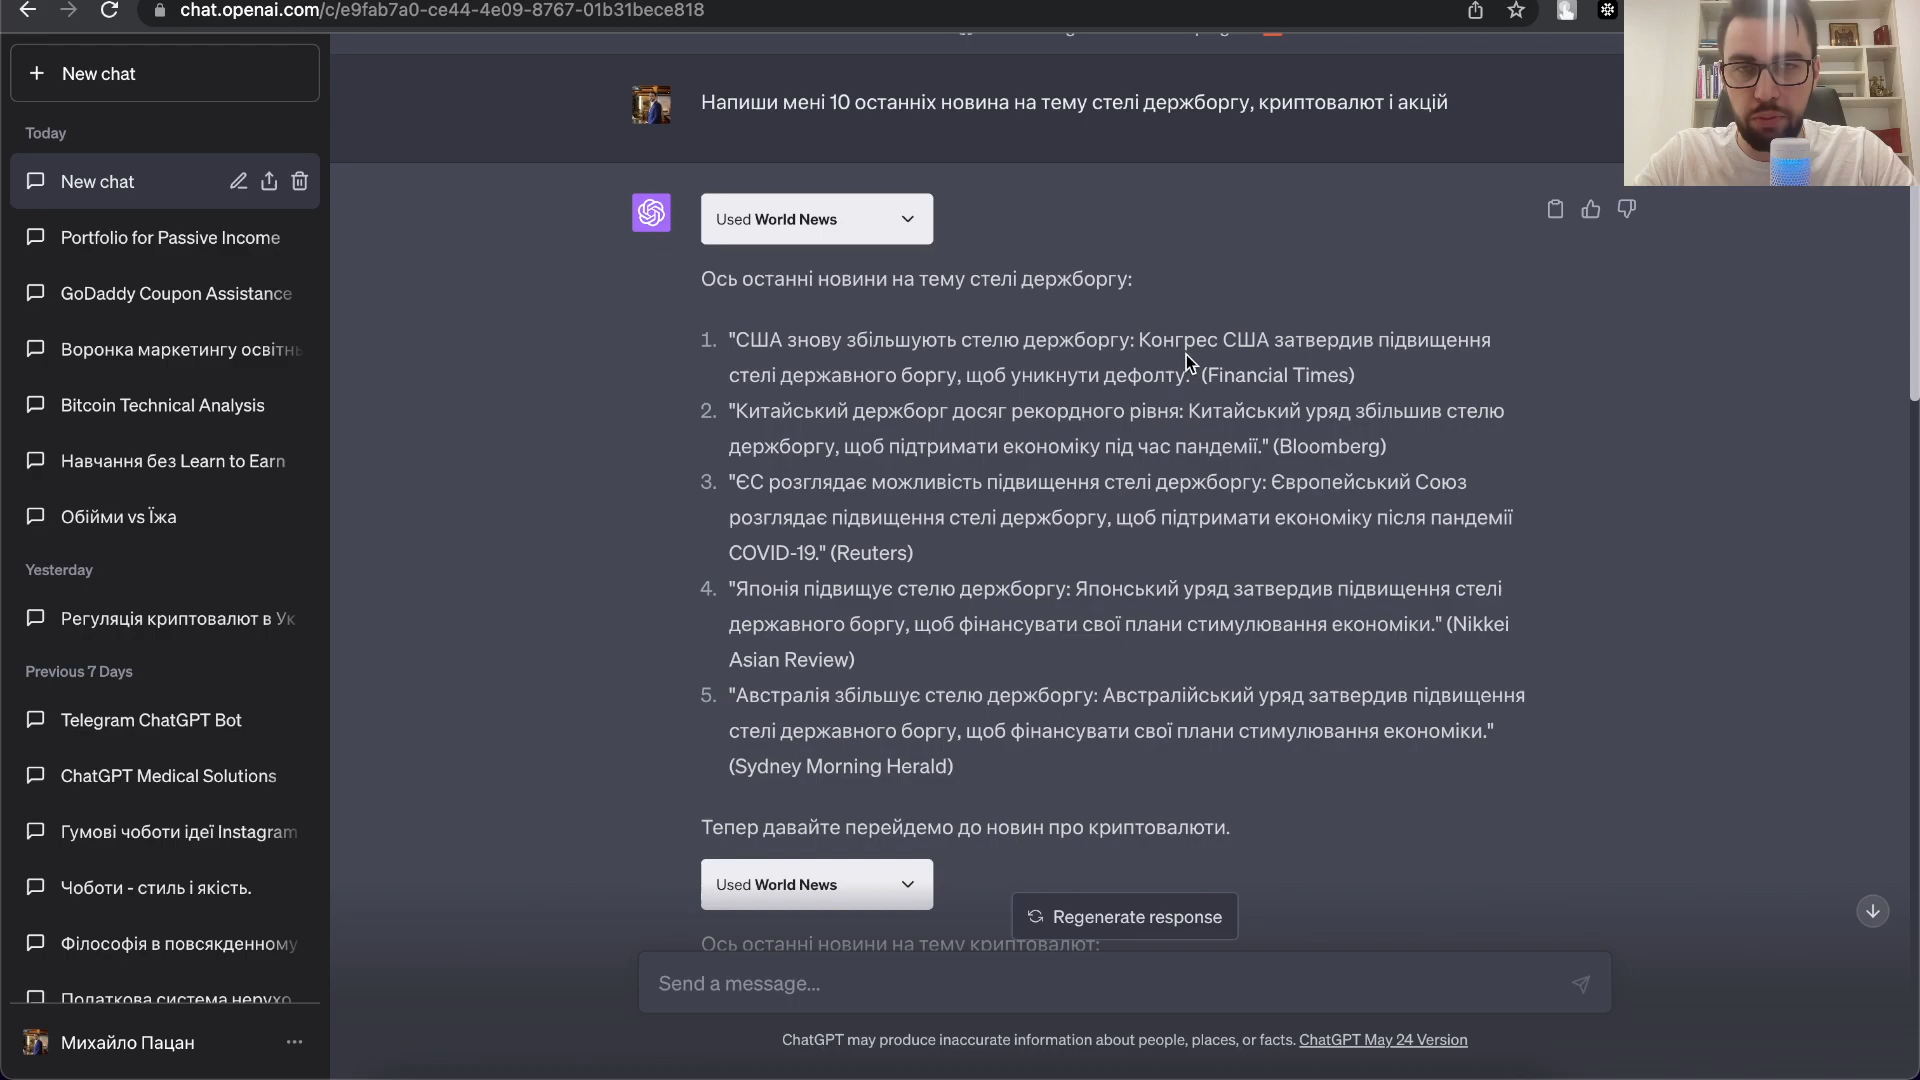 chat.openai.com/c/e9fab7a0-ce44-4e09-8767-01b31bece818
New chat
Today
New chat
Portfolio for Passive Income
GoDaddy Coupon Assistance
Воронка маркетингу освітнь
Bitcoin Technical Analysis
Навчання без Learn to Earn
Обійми vs Їжа
Yesterday
Регуляція криптовалют в Ук
Previous 7 Days
Telegram ChatGPT Bot
ChatGPT Medical Solutions
Гумові чоботи ідеї Instagram
Чоботи - стиль і якість.
Філософія в повсякденному
Податкова система нерухо
Михайло Пацан
Напиши мені 10 останніх новина на тему стелі держборгу, криптовалют і акцій
Used World News
Ось останні новини на тему стелі держборгу:
1. "США знову збільшують стелю держборгу: Конгрес США затвердив підвищення
стелі державного боргу, щоб уникнути дефолту." (Financial Times)
2. "Китайський держборг досяг рекордного рівня: Китайський уряд збільшив стелю
держборгу, щоб підтримати економіку під час пандемії." (Bloomberg)
3. "ЄС розглядає можливість підвищення стелі держборгу: Європейський Союз
розглядає підвищення стелі держборгу, щоб підтримати економіку після пандемії
COVID-19." (Reuters)
4. "Японія підвищує стелю держборгу: Японський уряд затвердив підвищення стелі
державного боргу, щоб фінансувати свої плани стимулювання економіки." (Nikkei
Asian Review)
5. "Австралія збільшує стелю держборгу: Австралійський уряд затвердив підвищення
стелі державного боргу, щоб фінансувати свої плани стимулювання економіки."
(Sydney Morning Herald)
Тепер давайте перейдемо до новин про криптовалюти.
Used World News
Regenerate response
Ось останні новини на тему криптовалют:
Send a message...
ChatGPT may produce inaccurate information about people, places, or facts. ChatGPT May 24 Version